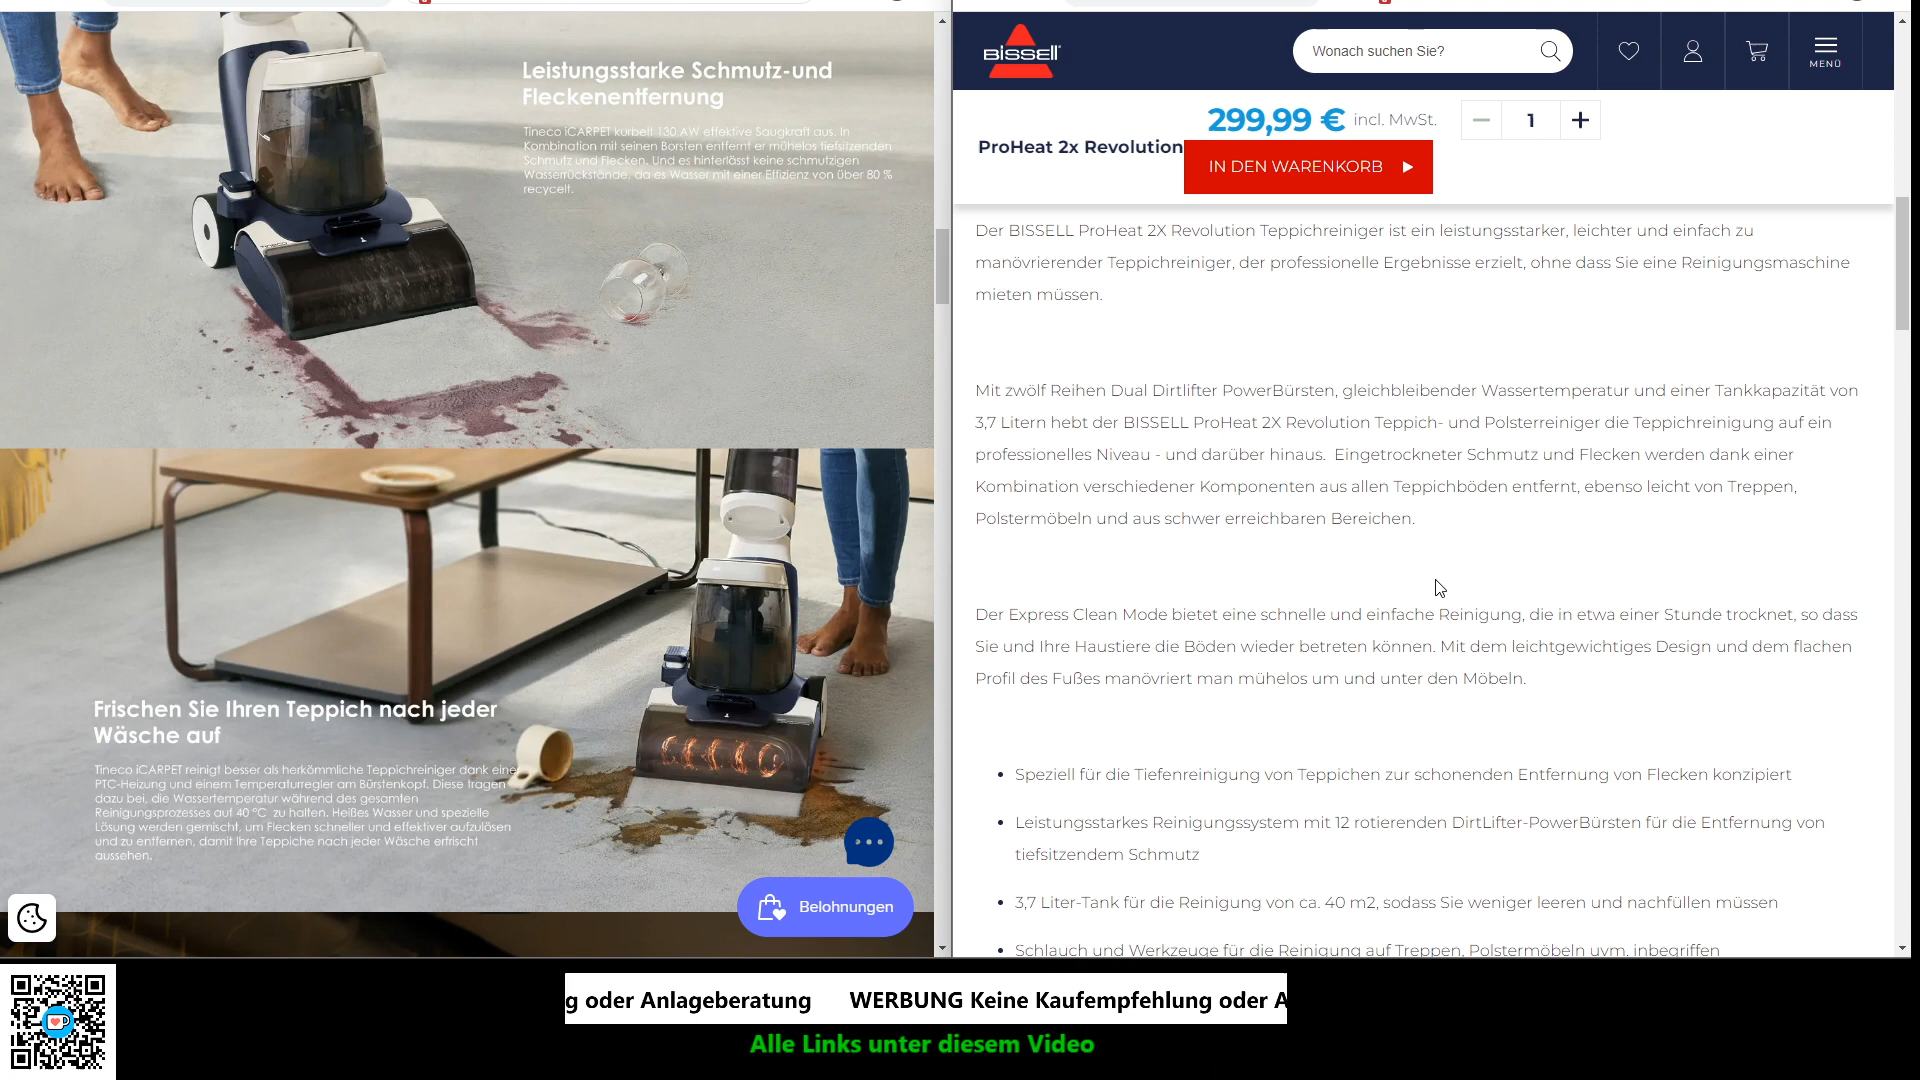 Leistungsstarke Schmutz-und
Fleckenentfernung
Tineco iCARPET kurbelt 130 AW effektive Saugkraft aus. In
Kombination mit seinen Borsten entfernt er mühelos tiefsitzenden
Schmutz und Flecken. Und es hinterlässt keine schmutzigen
Wasserrückstände, da es Wasser mit einer Effizienz von über 80 %
recycelt.
TINECO
Frischen Sie Ihren Teppich nach jeder
Wäsche auf
Tineco iCARPET reinigt besser als herkömmliche Teppichreiniger dank einer
PTC-Heizung und einem Temperaturregler am Bürstenkopf. Diese tragen
dazu bei, die Wassertemperatur während des gesamten
Reinigungsprozesses auf 40 °C zu halten. Heißes Wasser und spezielle
Lösung werden gemischt, um Flecken schneller und effektiver aufzulösen
und zu entfernen, damit Ihre Teppiche nach jeder Wäsche erfrischt
aussehen.
Belohnungen
BISSELL
Wonach suchen Sie?
MENÜ
299,99 € incl. MwSt.
1
ProHeat 2x Revolution
IN DEN WARENKORB
Der BISSELL ProHeat 2X Revolution Teppichreiniger ist ein leistungsstarker, leichter und einfach zu
manövrierender Teppichreiniger, der professionelle Ergebnisse erzielt, ohne dass Sie eine Reinigungsmaschine
mieten müssen.
Mit zwölf Reihen Dual Dirtlifter PowerBürsten, gleichbleibender Wassertemperatur und einer Tankkapazität von
3,7 Litern hebt der BISSELL ProHeat 2X Revolution Teppich- und Polsterreiniger die Teppichreinigung auf ein
professionelles Niveau - und darüber hinaus.  Eingetrockneter Schmutz und Flecken werden dank einer
Kombination verschiedener Komponenten aus allen Teppichböden entfernt, ebenso leicht von Treppen,
Polstermöbeln und aus schwer erreichbaren Bereichen.
Der Express Clean Mode bietet eine schnelle und einfache Reinigung, die in etwa einer Stunde trocknet, so dass
Sie und Ihre Haustiere die Böden wieder betreten können. Mit dem leichtgewichtiges Design und dem flachen
Profil des Fußes manövriert man mühelos um und unter den Möbeln.
• Speziell für die Tiefenreinigung von Teppichen zur schonenden Entfernung von Flecken konzipiert
• Leistungsstarkes Reinigungssystem mit 12 rotierenden DirtLifter-PowerBürsten für die Entfernung von
tiefsitzendem Schmutz
• 3,7 Liter-Tank für die Reinigung von ca. 40 m2, sodass Sie weniger leeren und nachfüllen müssen
• Schlauch und Werkzeuge für die Reinigung auf Treppen, Polstermöbeln uvm. inbegriffen
g oder Anlageberatung WERBUNG Keine Kaufempfehlung oder A
Alle Links unter diesem Video